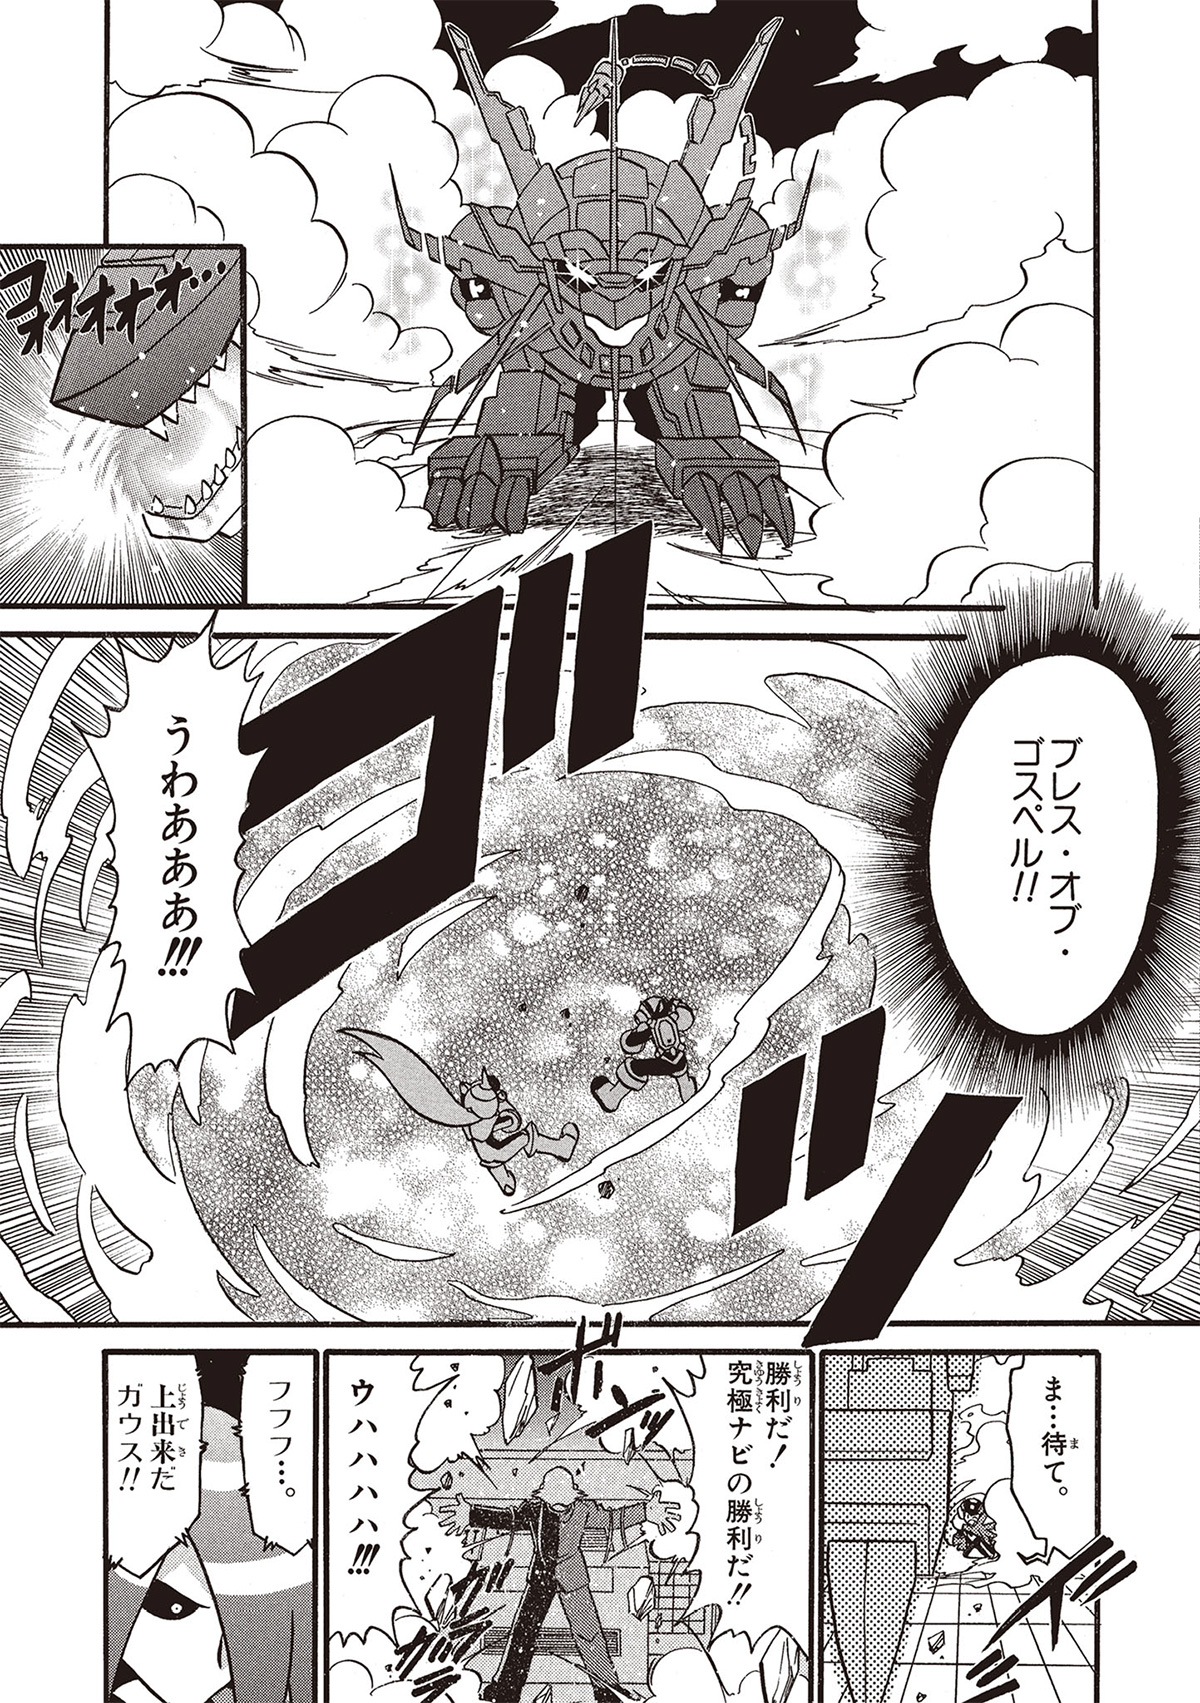 コオオオオォ…
ブレス・オブ・
ゴスペル!!
ゴ
うわあああ!!!
ま…待て。
勝利だ!
究極ナビの勝利だ!!
ウハハハハハ!!!
フフフ…。
上出来だ
ガウス!!